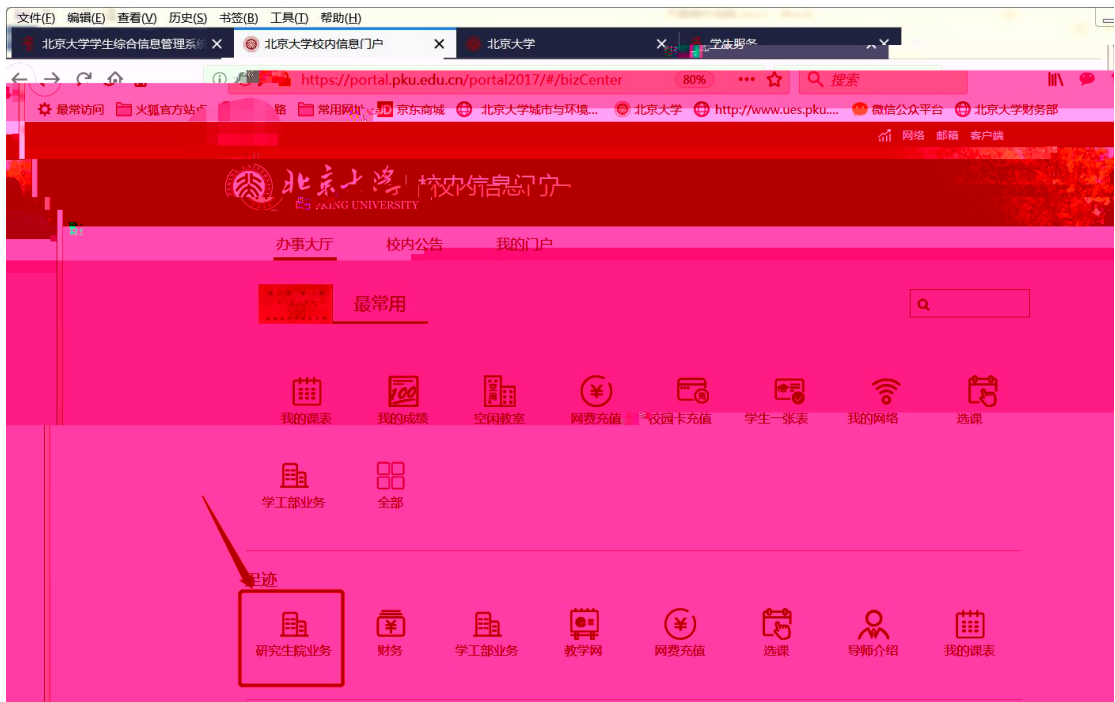 文件(F) 编辑(E) 查看(V) 历史(S) 书签(B) 工具(T) 帮助(H)
北京大学学生综合信息管理系统 × 北京大学校内信息门户 × 北京大学 ×
https://portal.pku.edu.cn/portal2017/#/bizCenter 80% 搜索
最常访问 火狐官方站点 常用网址 JD 京东商城 北京大学城市与环境... 北京大学 http://www.ues.pku.... 微信公众平台 北京大学财务部
网络 邮箱 客户端
北京大学 校内信息门户
UNIVERSITY
办事大厅 校内公告 我的门户
最常用
我的课表 我的成绩 空闲教室 网费充值 校园卡充值 学生一张表 我的网络 选课
学工部业务 全部
足迹
研究生院业务 财务 学工部业务 教学网 网费充值 选课 导师介绍 我的课表